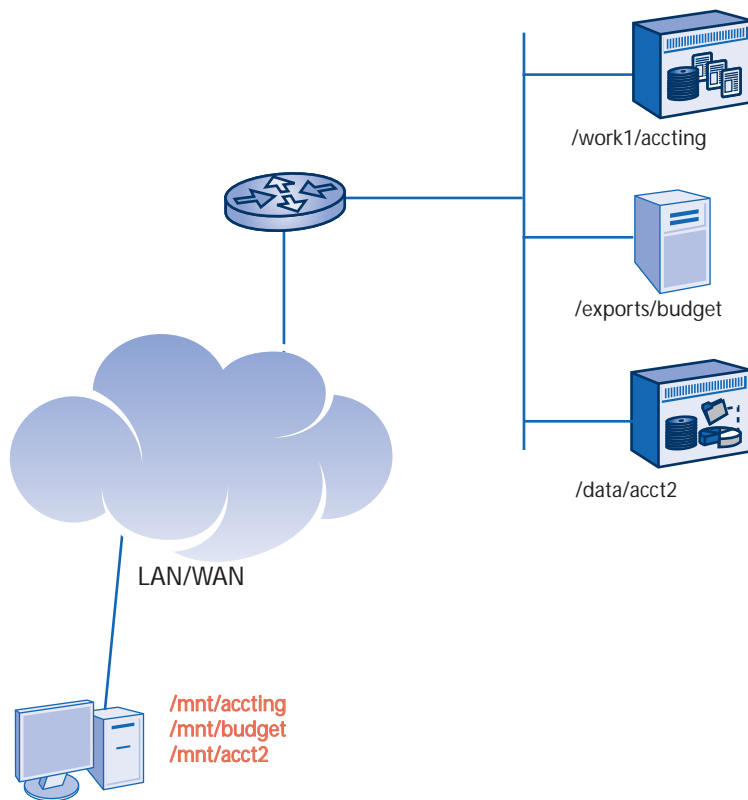 /work1/accting
/exports/budget
/data/acct2
LAN/WAN
/mnt/accting
/mnt/budget
/mnt/acct2